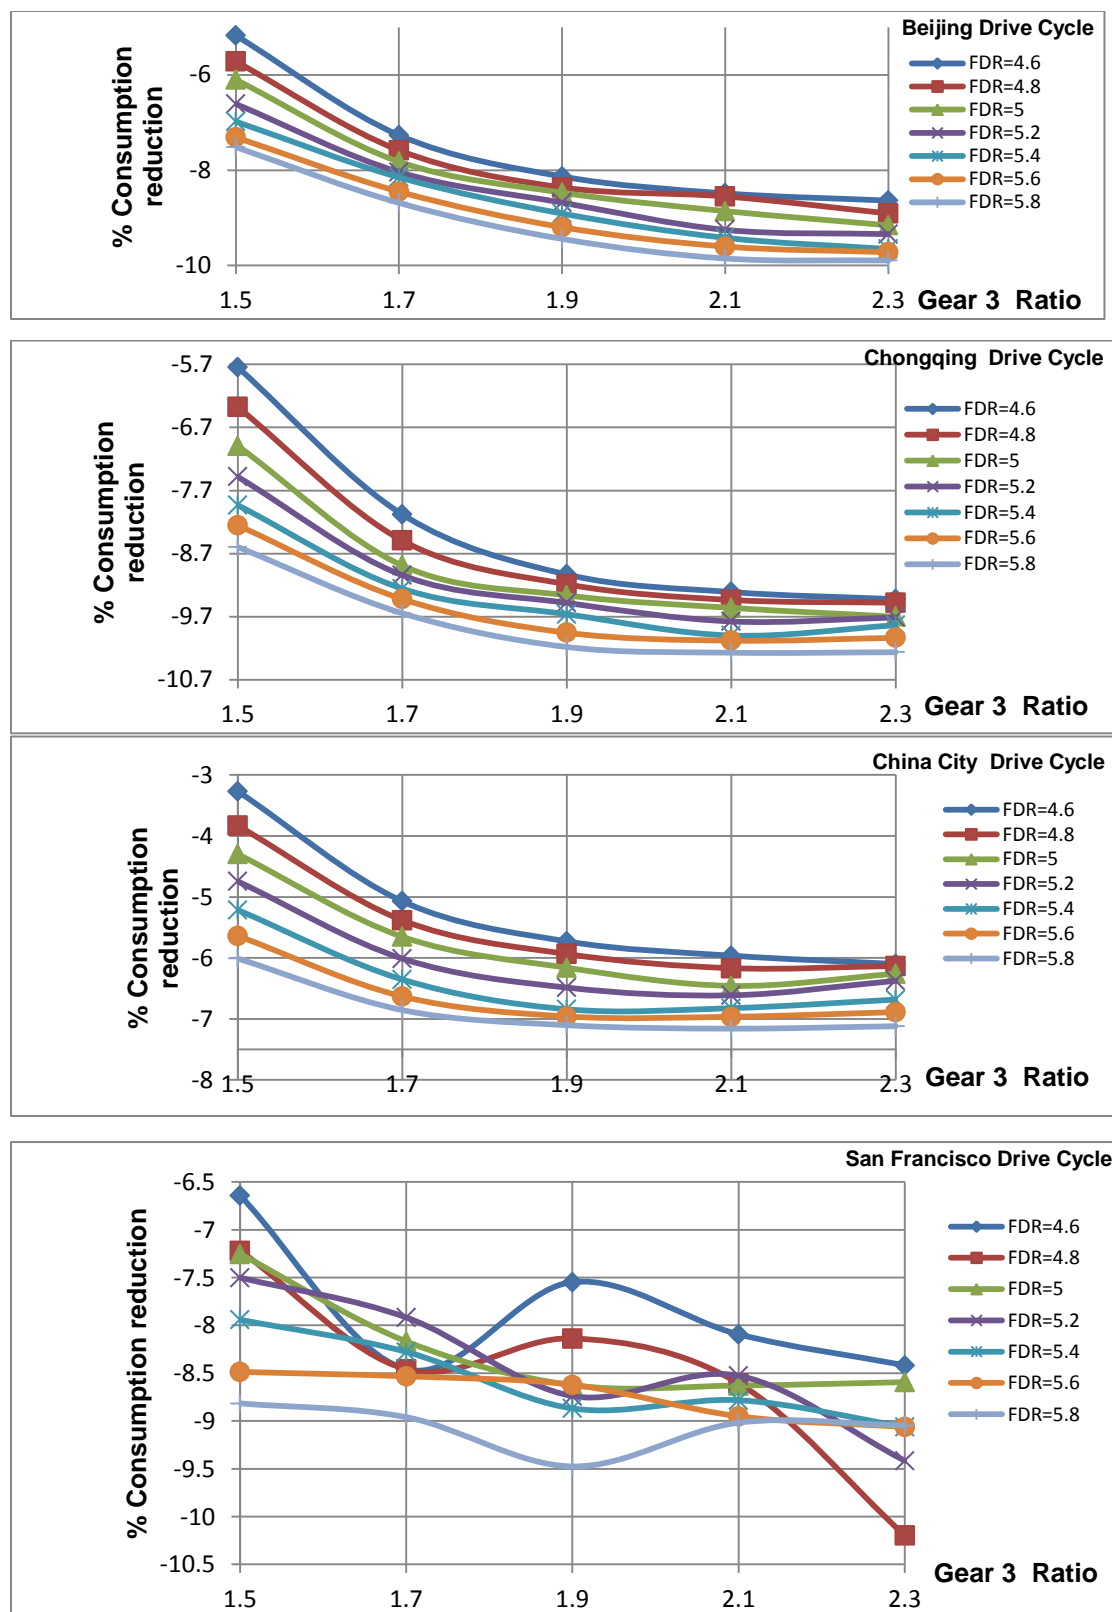 Beijing Drive Cycle
% Consumption
reduction
-6
-8
-10
1.5
1.7
1.9
2.1
2.3
Gear 3 Ratio
FDR=4.6
FDR=4.8
FDR=5
FDR=5.2
FDR=5.4
FDR=5.6
FDR=5.8
Chongqing Drive Cycle
% Consumption
reduction
-5.7
-6.7
-7.7
-8.7
-9.7
-10.7
1.5
1.7
1.9
2.1
2.3
Gear 3 Ratio
FDR=4.6
FDR=4.8
FDR=5
FDR=5.2
FDR=5.4
FDR=5.6
FDR=5.8
China City Drive Cycle
% Consumption
reduction
-3
-4
-5
-6
-7
-8
1.5
1.7
1.9
2.1
2.3
Gear 3 Ratio
FDR=4.6
FDR=4.8
FDR=5
FDR=5.2
FDR=5.4
FDR=5.6
FDR=5.8
San Francisco Drive Cycle
% Consumption reduction
-6.5
-7
-7.5
-8
-8.5
-9
-9.5
-10
-10.5
1.5
1.7
1.9
2.1
2.3
Gear 3 Ratio
FDR=4.6
FDR=4.8
FDR=5
FDR=5.2
FDR=5.4
FDR=5.6
FDR=5.8